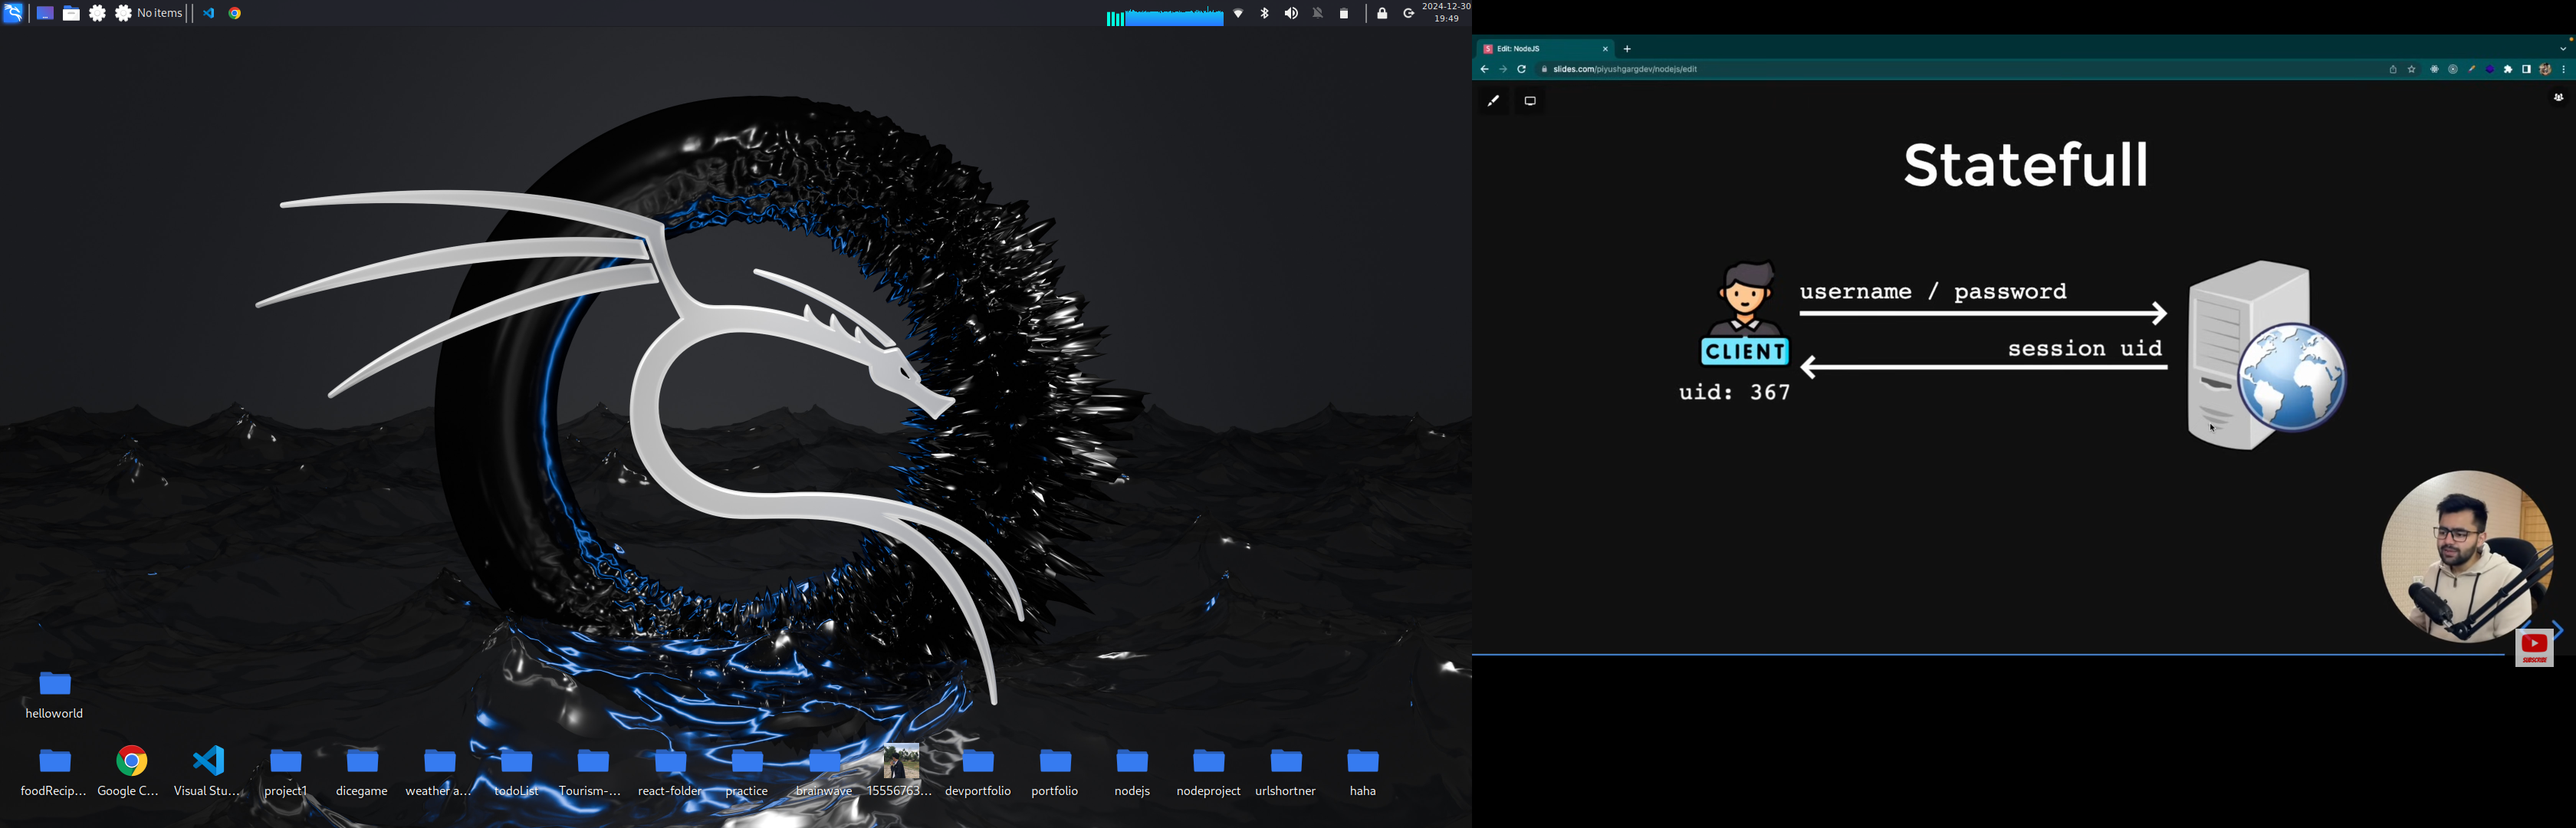 No items
2024-12-30
19:49
helloworld
foodRecip...
Google C...
Visual Stu...
project1
dicegame
weather a...
todoList
Tourism-...
react-folder
practice
brainwave
15556763...
devportfolio
portfolio
nodejs
nodeproject
urlshortner
haha
Edit: NodeJS
slides.com/piyushgargdev/nodejs/edit
Statefull
username / password
session uid
CLIENT
uid: 367
SUBSCRIBE